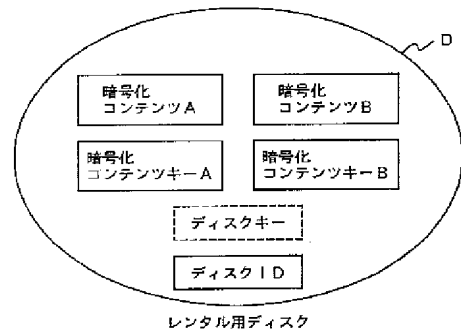 D
暗号化
コンテンツA
暗号化
コンテンツB
暗号化
コンテンツキーA
暗号化
コンテンツキーB
ディスクキー
ディスクID
レンタル用ディスク